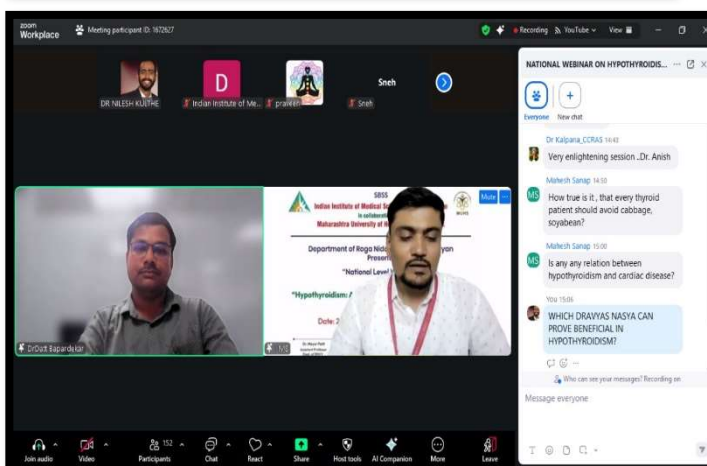 zoom
Workplace
Meeting participant ID: 1672627
Recording
YouTube
View
DR NILESH KULTHE
D
Indian Institute of Me...
praveen
Sneh
Sneh
NATIONAL WEBINAR ON HYPOTHYROIDIS...
Everyone
New chat
Dr Kalpana_CCRAS 14:43
Very enlightening session ..Dr. Anish
Mahesh Sanap 14:50
MS
How true is it , that every thyroid
patient should avoid cabbage,
soyabean?
Mahesh Sanap 15:00
MS
Is any any relation between
hypothyroidism and cardiac disease?
You 15:06
WHICH DRAVYAS NASYA CAN
PROVE BENEFICIAL IN
HYPOTHYROIDISM?
Who can see your messages? Recording on
Message everyone
SBSS
Indian Institute of Medical
in collaboration
Maharashtra University of H
Department of Roga Nida
Present
"National Level
"Hypothyroidism:
Date: 2
Mute
DrDatt Bapardekar
Join audio
Video
152
Participants
Chat
React
Share
Host tools
AI Companion
More
Leave